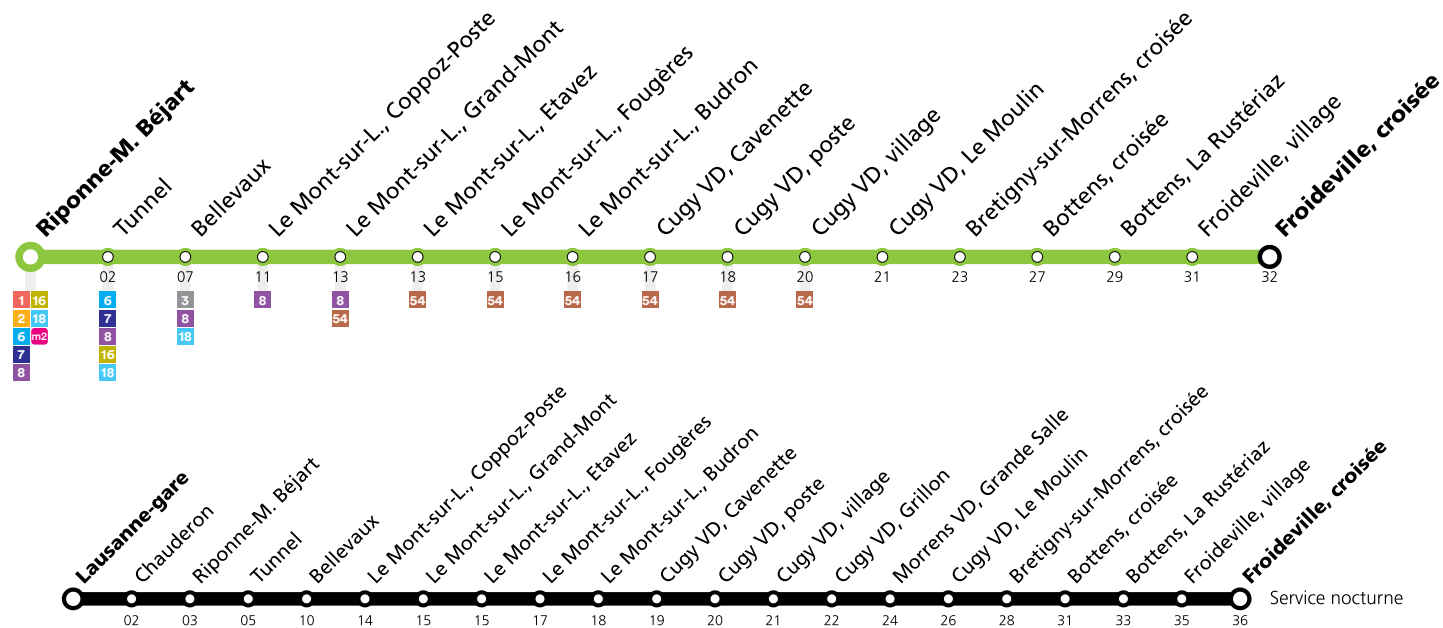 Riponne-M. Béjart
Tunnel
Bellevaux
Le Mont-sur-L., Coppoz-Poste
Le Mont-sur-L., Grand-Mont
Le Mont-sur-L., Etavez
Le Mont-sur-L., Fougères
Le Mont-sur-L., Budron
Cugy VD, Cavenette
Cugy VD, poste
Cugy VD, village
Cugy VD, Le Moulin
Bretigny-sur-Morrens, croisée
Bottens, croisée
Bottens, La Rustériaz
Froideville, village
Froideville, croisée
02 07 11 13 13 15 16 17 18 20 21 23 27 29 31 32
1 16 6 3 8 8 54 54 54 54 54 54
2 18 7 8 54
6 m2 8 18
7 16
8 18
Lausanne-gare
Chauderon
Riponne-M. Béjart
Tunnel
Bellevaux
Le Mont-sur-L., Coppoz-Poste
Le Mont-sur-L., Grand-Mont
Le Mont-sur-L., Etavez
Le Mont-sur-L., Fougères
Le Mont-sur-L., Budron
Cugy VD, Cavenette
Cugy VD, poste
Cugy VD, village
Cugy VD, Grillon
Morrens VD, Grande Salle
Cugy VD, Le Moulin
Bretigny-sur-Morrens, croisée
Bottens, croisée
Bottens, La Rustériaz
Froideville, village
Froideville, croisée
Service nocturne
02 03 05 10 14 15 15 17 18 19 20 21 22 24 26 28 31 33 35 36